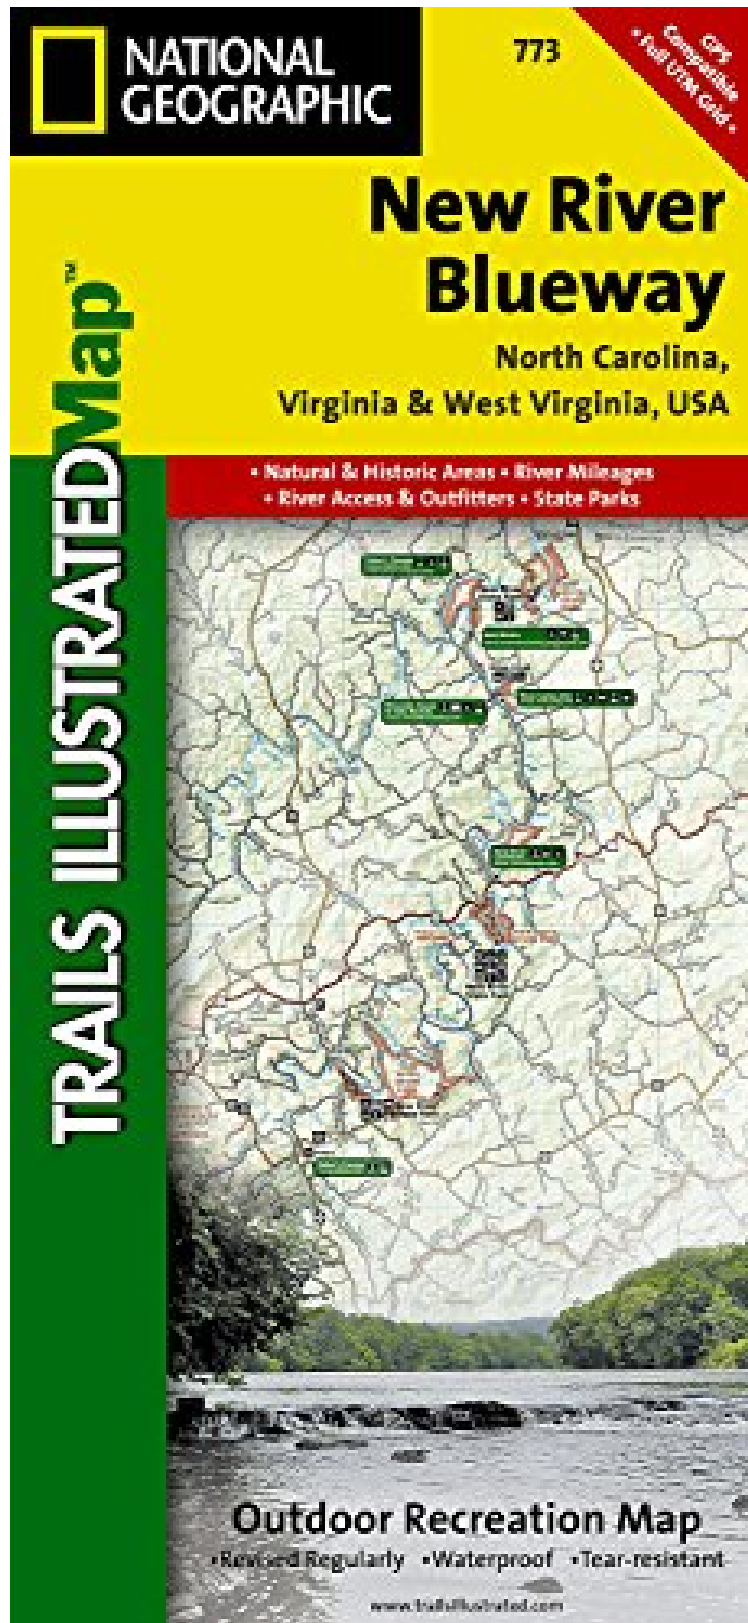 NATIONAL
GEOGRAPHIC
773
GPS
Compatible
• Full UTM Grid •
New River
Blueway
North Carolina,
Virginia & West Virginia, USA
TRAILS ILLUSTRATEDMap™
• Natural & Historic Areas • River Mileages
• River Access & Outfitters • State Parks
Outdoor Recreation Map
•Revised Regularly •Waterproof •Tear-resistant
www.trailsillustrated.com